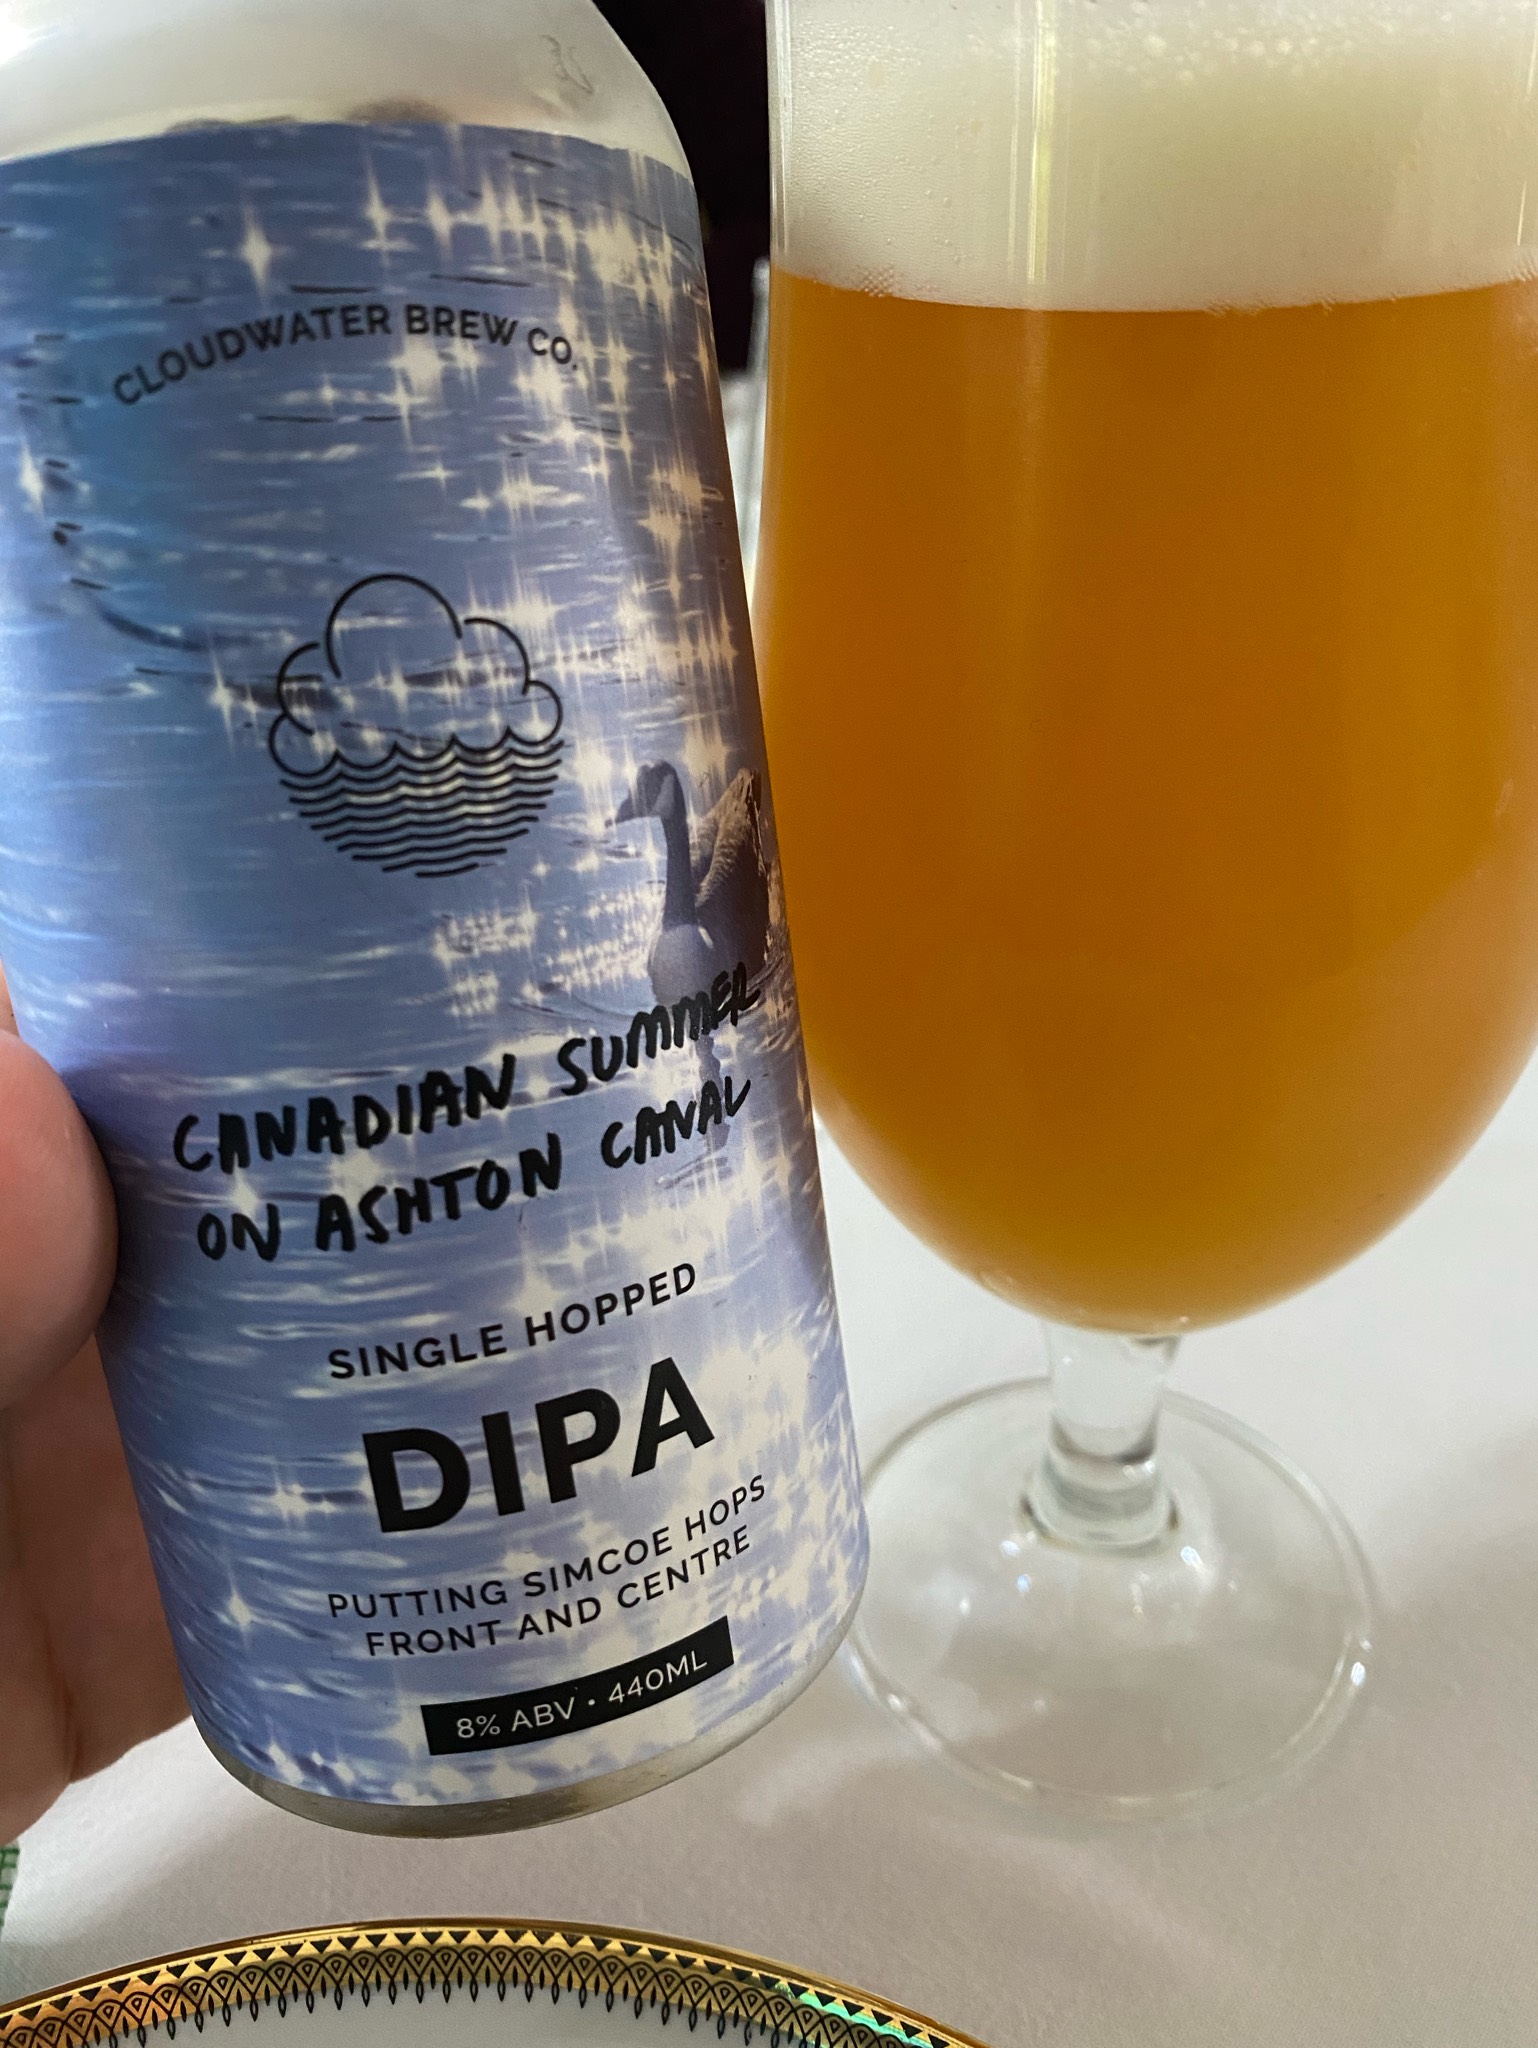 CLOUDWATER BREW CO.
CANADIAN SUMMER
ON ASHTON CANAL
SINGLE HOPPED
DIPA
PUTTING SIMCOE HOPS
FRONT AND CENTRE
8% ABV • 440ML